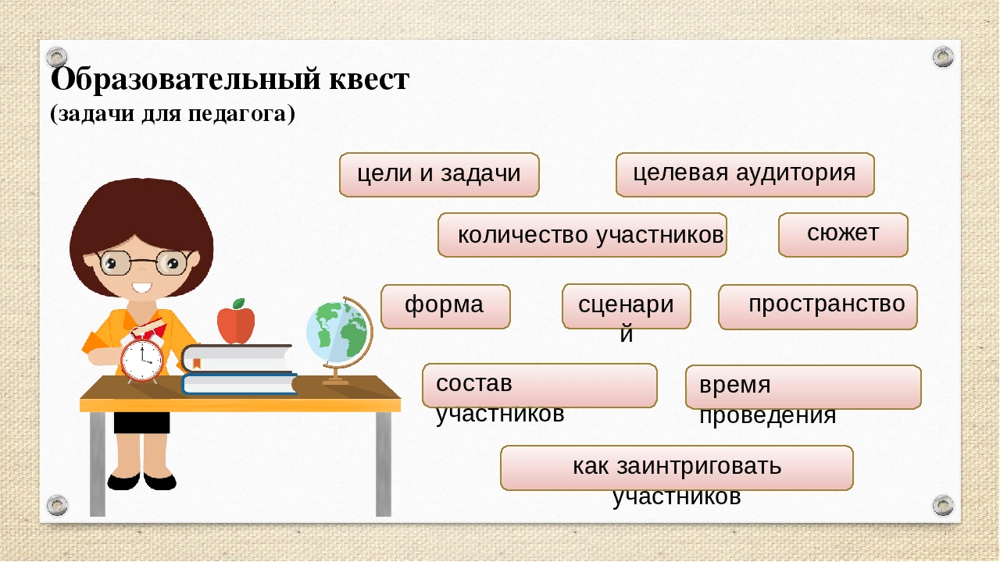 Образовательный квест
(задачи для педагога)
цели и задачи
целевая аудитория
количество участников
сюжет
форма
сценари
й
пространство
состав
участников
время
проведения
как заинтриговать
участников